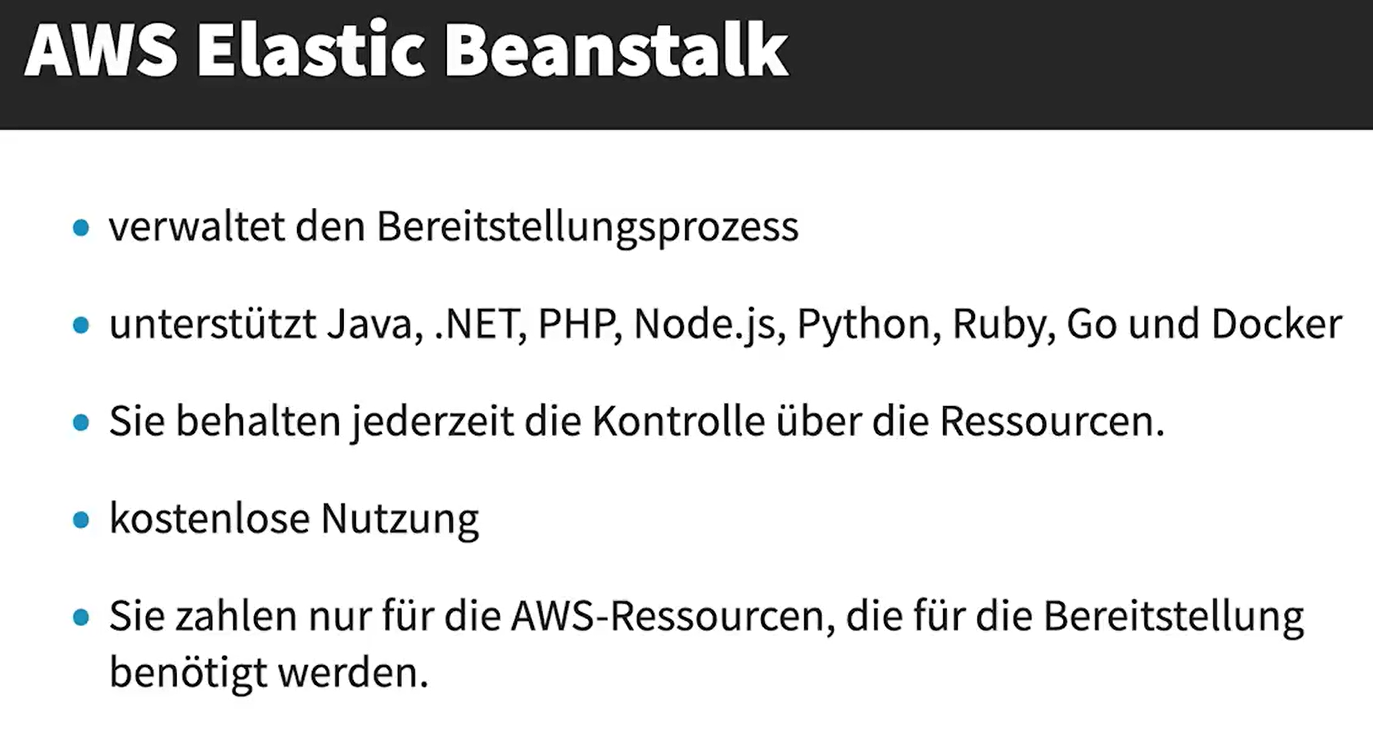 AWS Elastic Beanstalk
• verwaltet den Bereitstellungsprozess
• unterstützt Java, .NET, PHP, Node.js, Python, Ruby, Go und Docker
• Sie behalten jederzeit die Kontrolle über die Ressourcen.
• kostenlose Nutzung
• Sie zahlen nur für die AWS-Ressourcen, die für die Bereitstellung
benötigt werden.